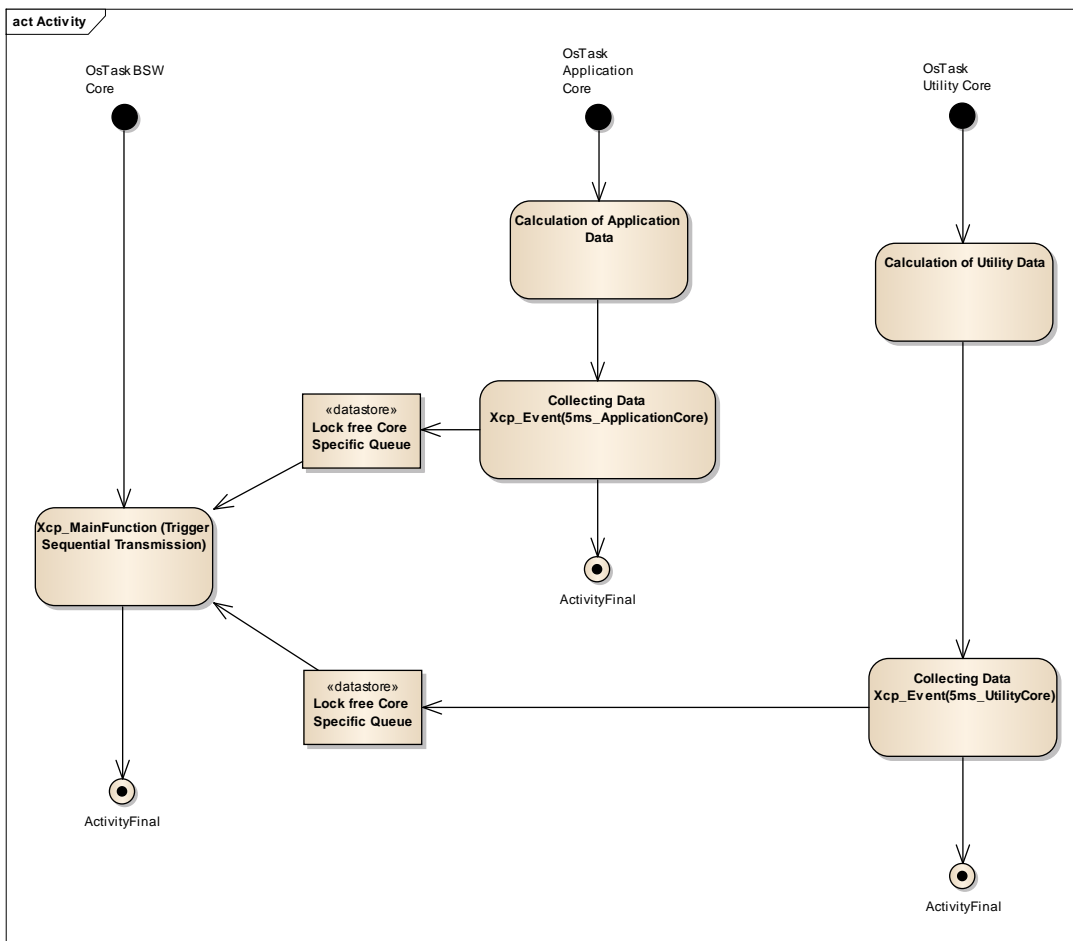 act Activity
OsTask BSW
Core
OsTask
Application
Core
OsTask
Utility Core
Calculation of Application
Data
Calculation of Utility Data
Collecting Data
Xcp_Event(5ms_ApplicationCore)
«datastore»
Lock free Core
Specific Queue
Xcp_MainFunction (Trigger
Sequential Transmission)
ActivityFinal
«datastore»
Lock free Core
Specific Queue
Collecting Data
Xcp_Event(5ms_UtilityCore)
ActivityFinal
ActivityFinal